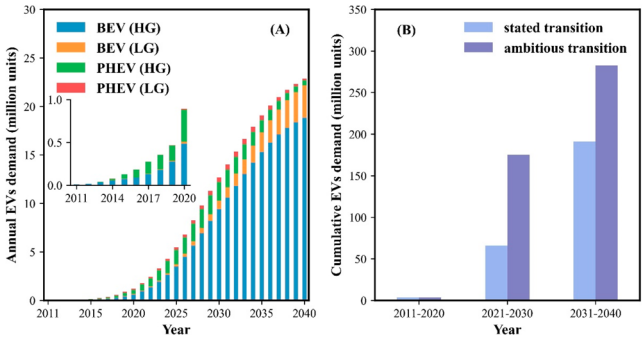 (A)
BEV (HG)
BEV (LG)
PHEV (HG)
PHEV (LG)
Annual EVs demand (million units)
30
25
20
15
10
5
0
1.0
0.5
0.0
2011 2014 2017 2020
2011 2015 2020 2025 2030 2035 2040
Year
(B)
stated transition
ambitious transition
Cumulative EVs demand (million units)
350
300
250
200
150
100
50
0
2011-2020 2021-2030 2031-2040
Year